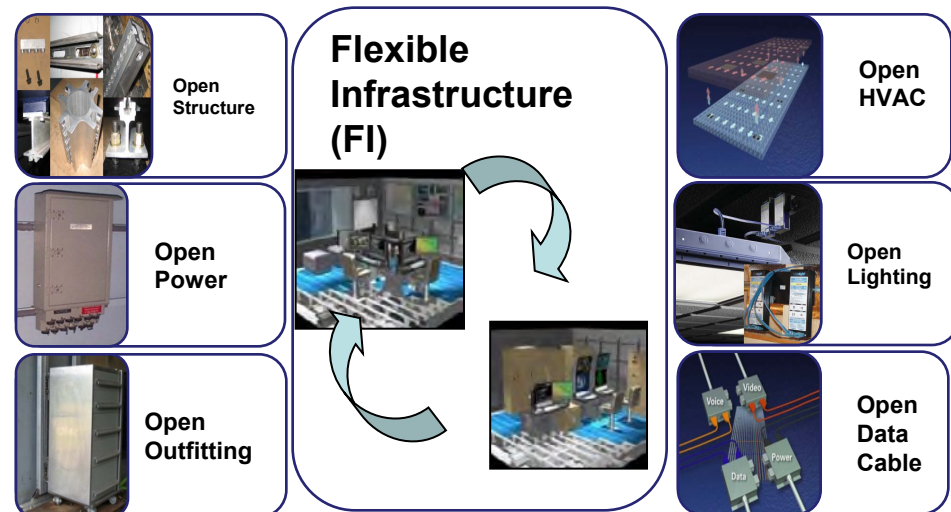 Open
Structure
Open
Power
Open
Outfitting
Flexible
Infrastructure
(FI)
Open
HVAC
Open
Lighting
Voice
Video
Data
Power
Open
Data
Cable